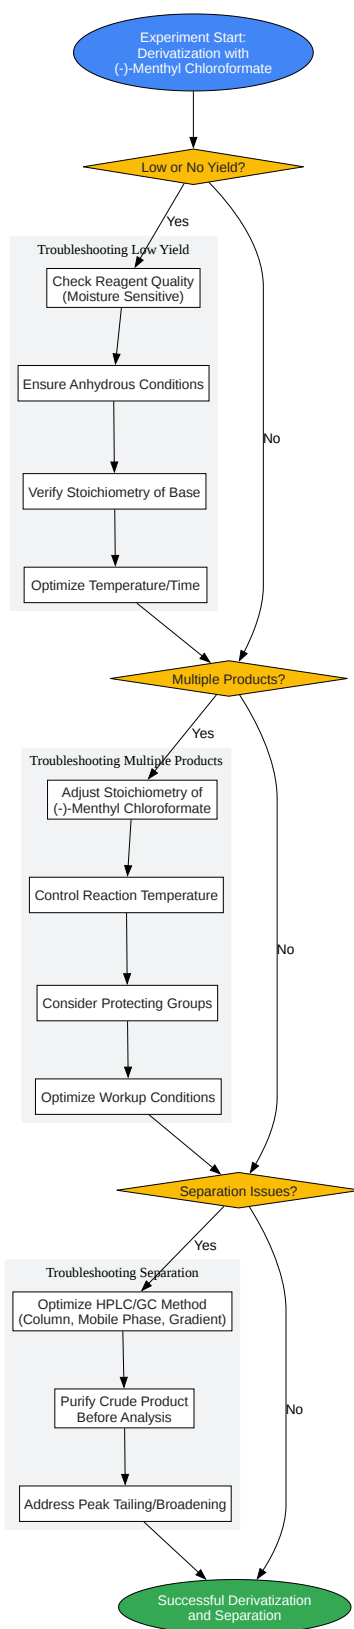 Experiment Start:
Derivatization with
(-)-Menthyl Chloroformate
Low or No Yield?
Yes
Troubleshooting Low Yield
Check Reagent Quality
(Moisture Sensitive)
Ensure Anhydrous Conditions
No
Verify Stoichiometry of Base
Optimize Temperature/Time
Multiple Products?
Yes
Troubleshooting Multiple Products
Adjust Stoichiometry of
(-)-Menthyl Chloroformate
Control Reaction Temperature
No
Consider Protecting Groups
Optimize Workup Conditions
Separation Issues?
Yes
Troubleshooting Separation
Optimize HPLC/GC Method
(Column, Mobile Phase, Gradient)
Purify Crude Product
Before Analysis
No
Address Peak Tailing/Broadening
Successful Derivatization
and Separation